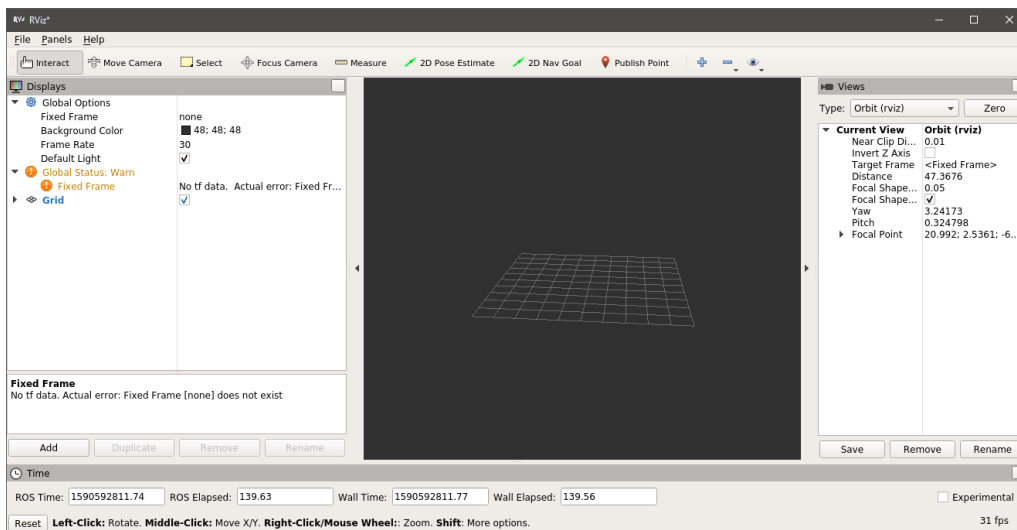 RViz RViz*
File Panels Help
Interact Move Camera Select Focus Camera Measure 2D Pose Estimate 2D Nav Goal Publish Point
Displays
Global Options
Fixed Frame none
Background Color 48; 48; 48
Frame Rate 30
Default Light
Global Status: Warn
Fixed Frame No tf data. Actual error: Fixed Fr...
Grid
Fixed Frame
No tf data. Actual error: Fixed Frame [none] does not exist
Add Duplicate Remove Rename
Views
Type: Orbit (rviz) Zero
Current View Orbit (rviz)
Near Clip Di... 0.01
Invert Z Axis
Target Frame <Fixed Frame>
Distance 47.3676
Focal Shape... 0.05
Focal Shape...
Yaw 3.24173
Pitch 0.324798
Focal Point 20.992; 2.5361; -6...
Save Remove Rename
Time
ROS Time: 1590592811.74 ROS Elapsed: 139.63 Wall Time: 1590592811.77 Wall Elapsed: 139.56 Experimental
Reset Left-Click: Rotate. Middle-Click: Move X/Y. Right-Click/Mouse Wheel:: Zoom. Shift: More options. 31 fps